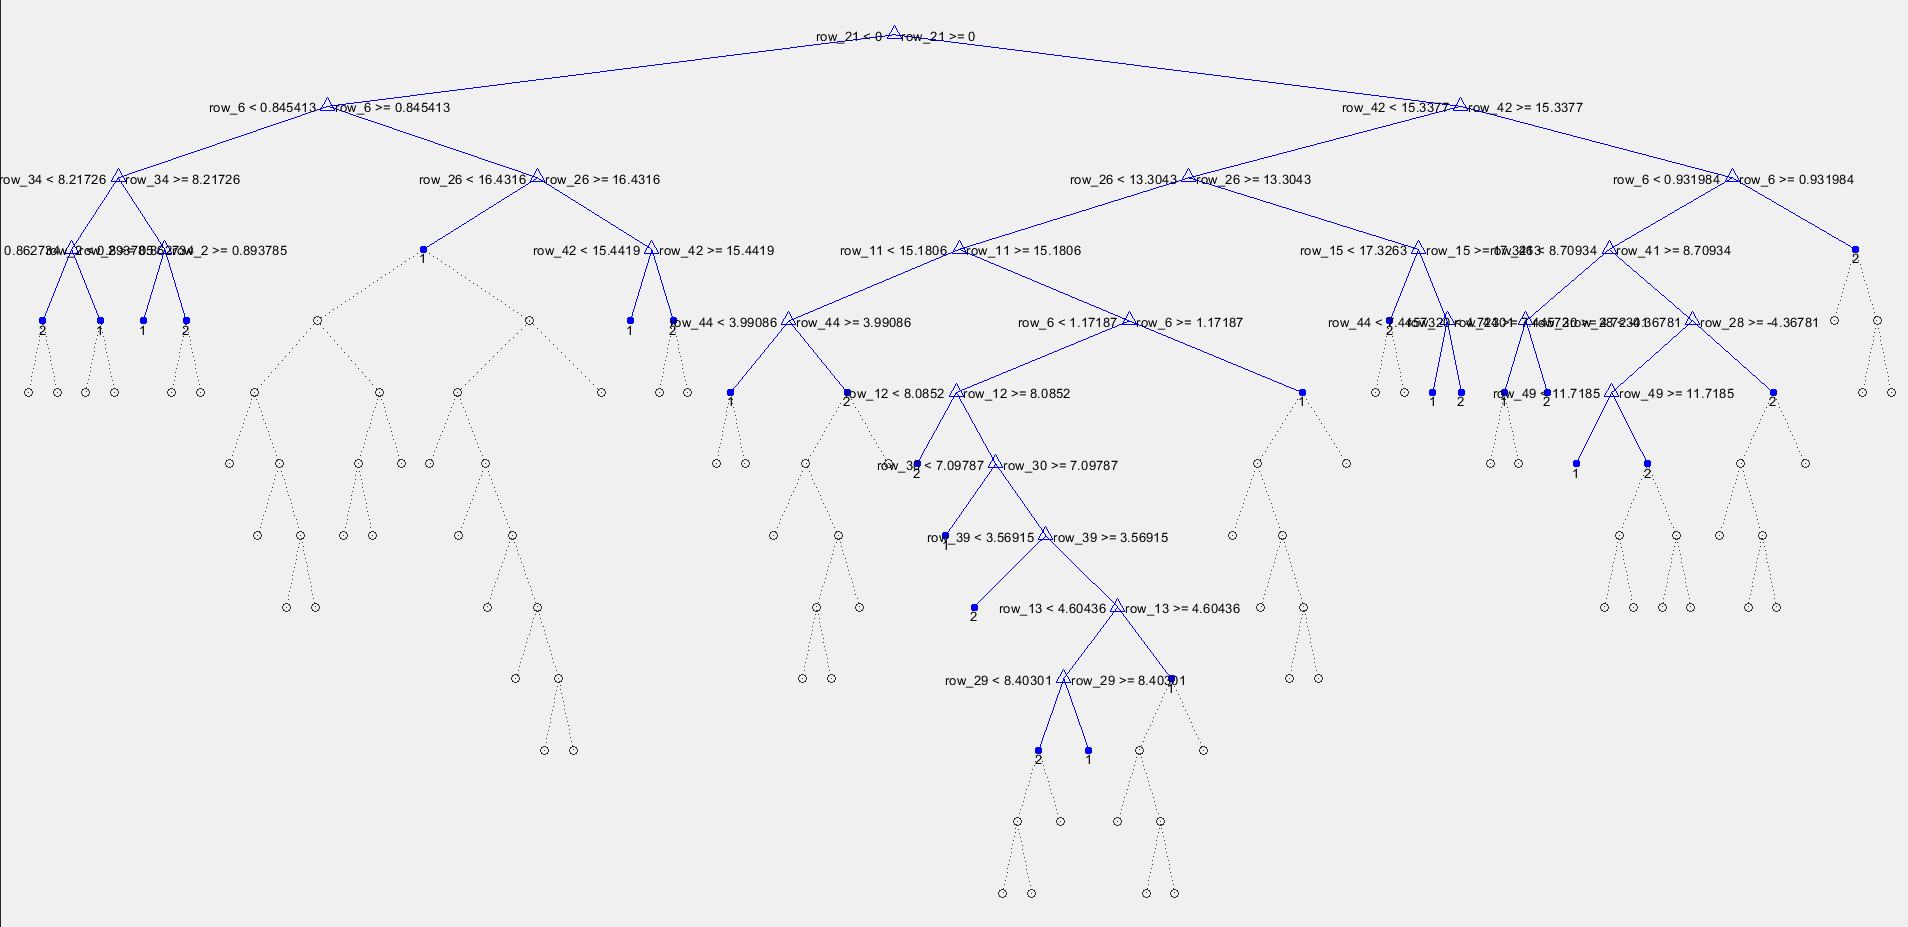 row_21 < 0 row_21 >= 0
row_6 < 0.845413 row_6 >= 0.845413 row_42 < 15.3377 row_42 >= 15.3377
row_34 < 8.21726 row_34 >= 8.21726 row_26 < 16.4316 row_26 >= 16.4316 row_26 < 13.3043 row_26 >= 13.3043 row_6 < 0.931984 row_6 >= 0.931984
row_2 >= 0.893785 1 row_42 < 15.4419 row_42 >= 15.4419 row_11 < 15.1806 row_11 >= 15.1806 row_15 < 17.3263 row_15 >= 17.3263 < 8.70934 row_41 >= 8.70934 2
2 1 1 2 1 2 row_44 < 3.99086 row_44 >= 3.99086 row_6 < 1.17187 row_6 >= 1.17187 2 row_44 < row_28 >= -4.36781
1 2 row_12 < 8.0852 row_12 >= 8.0852 1 1 2 1 2 row_49 < 11.7185 row_49 >= 11.7185 2
2 row_30 < 7.09787 row_30 >= 7.09787 1 2
1 row_39 < 3.56915 row_39 >= 3.56915
2 row_13 < 4.60436 row_13 >= 4.60436
row_29 < 8.40301 row_29 >= 8.40301 1
2 1